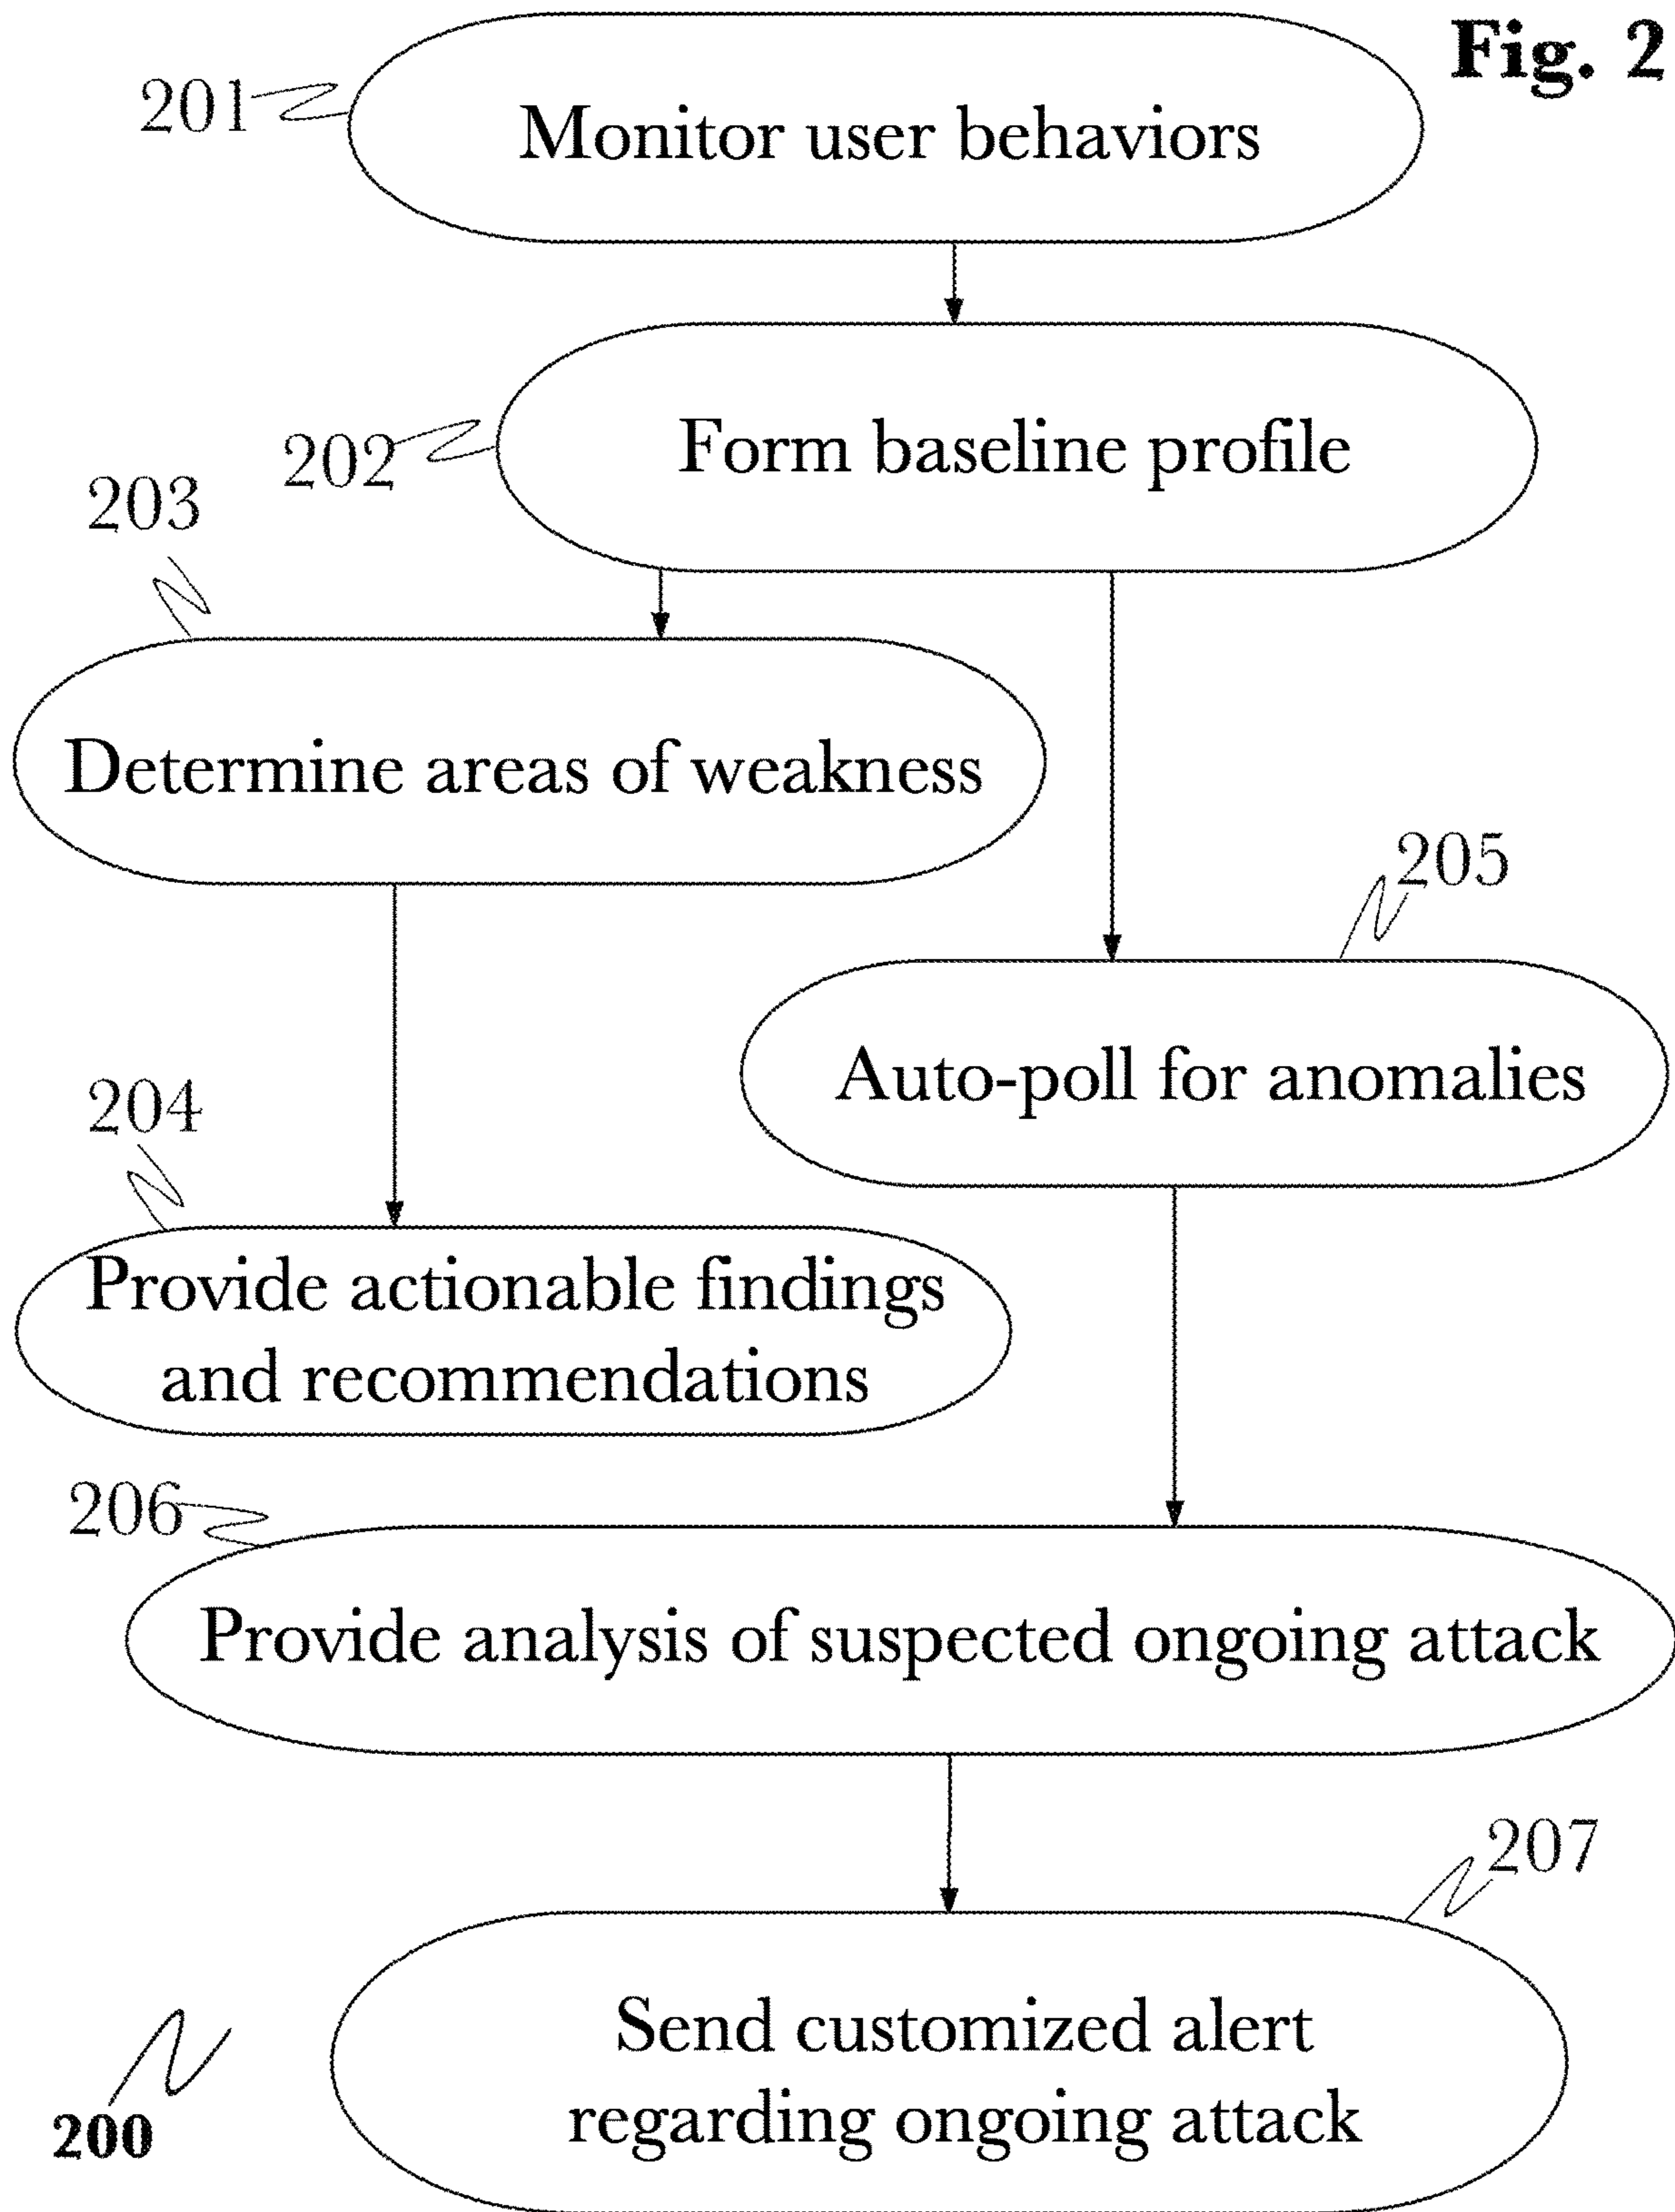 Fig. 2
201
Monitor user behaviors
202
Form baseline profile
203
Determine areas of weakness
205
Auto-poll for anomalies
204
Provide actionable findings
and recommendations
206
Provide analysis of suspected ongoing attack
207
Send customized alert
regarding ongoing attack
200